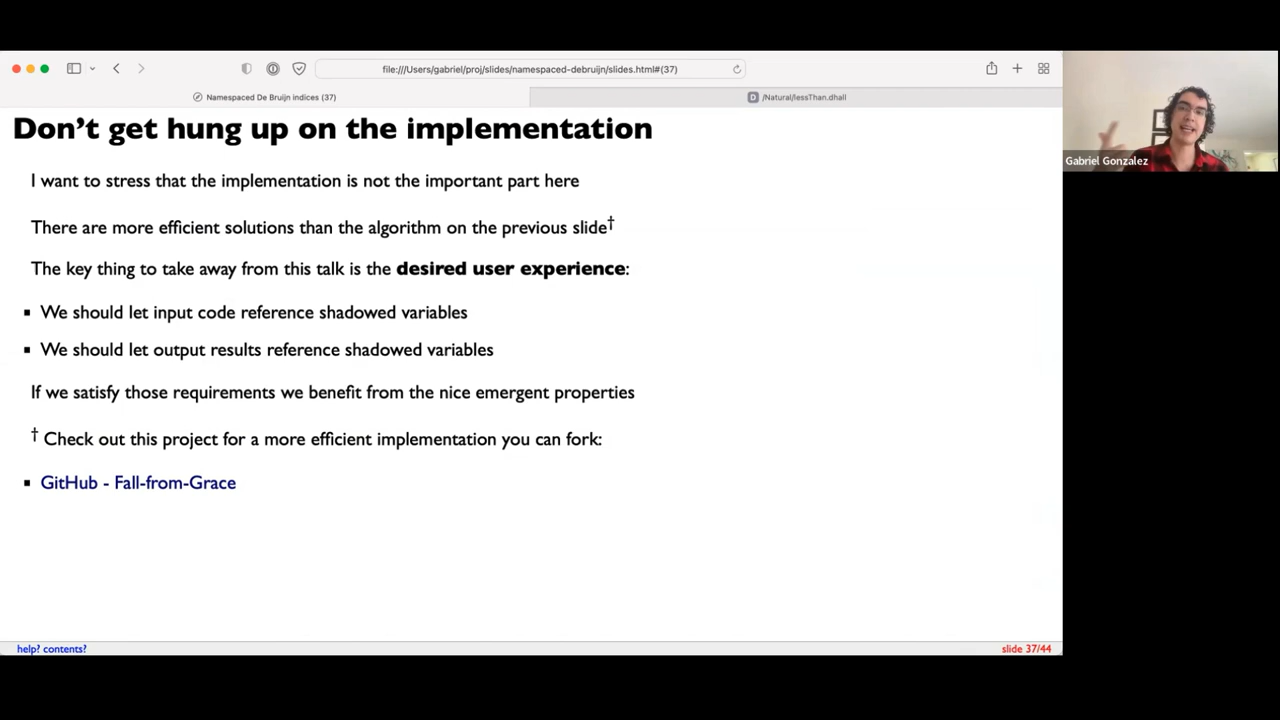 file:///Users/gabriel/proj/slides/namespaced-debruijn/slides.html#(37)
Namespaced De Bruijn indices (37)
D /Natural/lessThan.dhall
Don't get hung up on the implementation
I want to stress that the implementation is not the important part here
There are more efficient solutions than the algorithm on the previous slide†
The key thing to take away from this talk is the desired user experience:
▪ We should let input code reference shadowed variables
▪ We should let output results reference shadowed variables
If we satisfy those requirements we benefit from the nice emergent properties
† Check out this project for a more efficient implementation you can fork:
▪ GitHub - Fall-from-Grace
help? contents?
slide 37/44
Gabriel Gonzalez